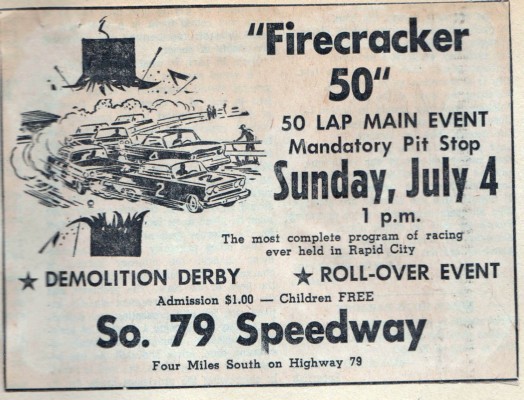 "Firecracker
50"
50 LAP MAIN EVENT
Mandatory Pit Stop
Sunday, July 4
1 p.m.
The most complete program of racing
ever held in Rapid City
★ DEMOLITION DERBY ★ ROLL-OVER EVENT
Admission $1.00 — Children FREE
So. 79 Speedway
Four Miles South on Highway 79
2